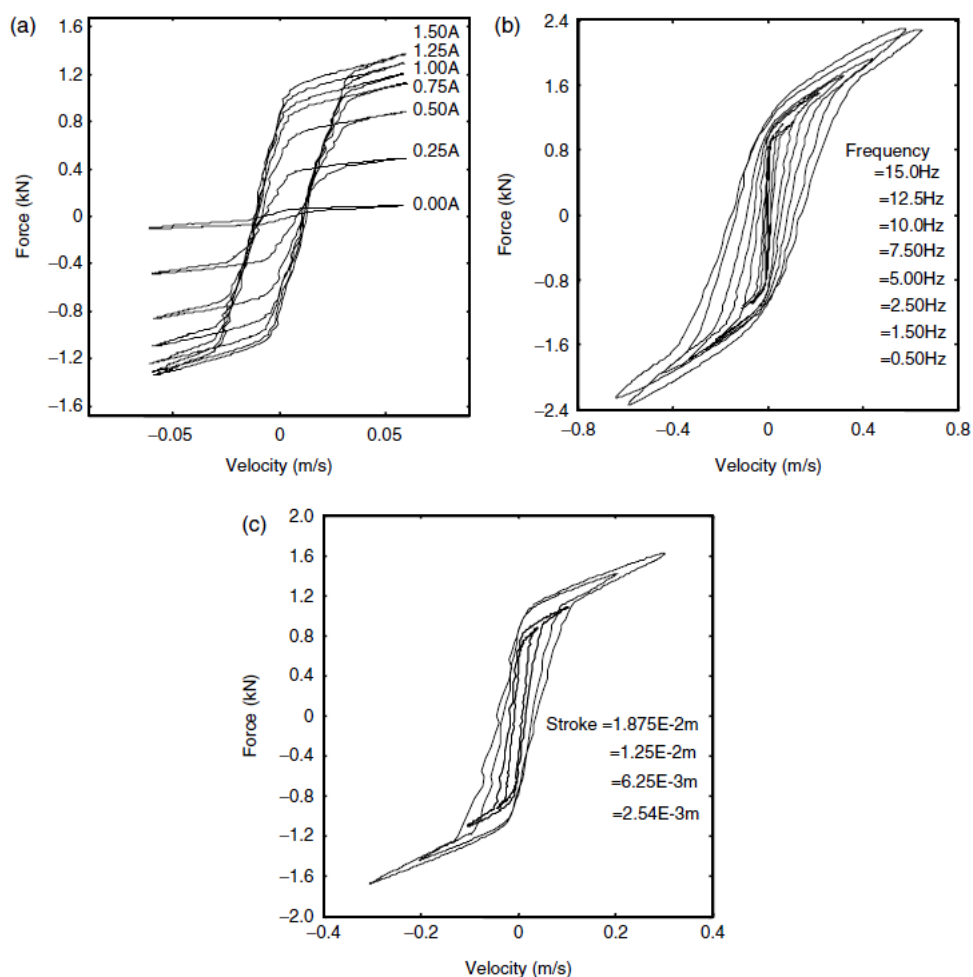 (a)
1.6
1.2
0.8
0.4
0
−0.4
−0.8
−1.2
−1.6
Force (kN)
1.50A
1.25A
1.00A
0.75A
0.50A
0.25A
0.00A
−0.05
0
0.05
Velocity (m/s)
(b)
2.4
1.6
0.8
0
−0.8
−1.6
−2.4
Force (kN)
Frequency
=15.0Hz
=12.5Hz
=10.0Hz
=7.50Hz
=5.00Hz
=2.50Hz
=1.50Hz
=0.50Hz
−0.8
−0.4
0
0.4
0.8
Velocity (m/s)
(c)
2.0
1.6
1.2
0.8
0.4
0
−0.4
−0.8
−1.2
−1.6
−2.0
Force (kN)
Stroke =1.875E-2m
=1.25E-2m
=6.25E-3m
=2.54E-3m
−0.4
−0.2
0
0.2
0.4
Velocity (m/s)